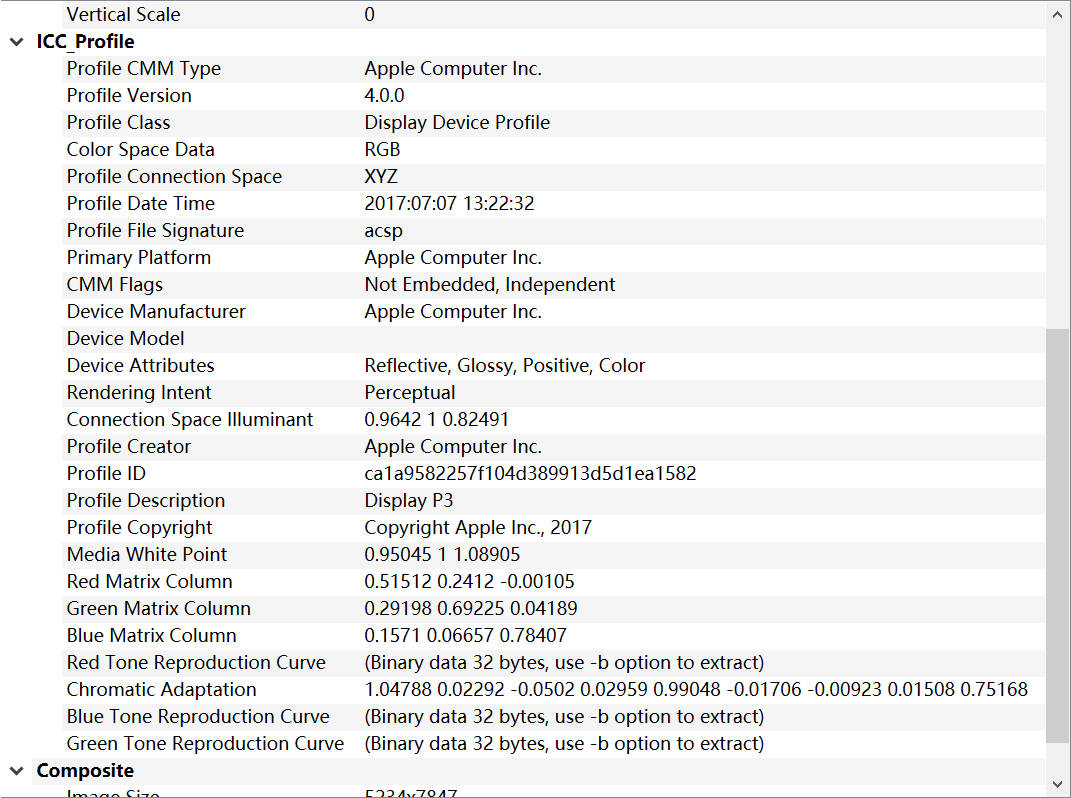 Vertical Scale 0
ICC_Profile
Profile CMM Type Apple Computer Inc.
Profile Version 4.0.0
Profile Class Display Device Profile
Color Space Data RGB
Profile Connection Space XYZ
Profile Date Time 2017:07:07 13:22:32
Profile File Signature acsp
Primary Platform Apple Computer Inc.
CMM Flags Not Embedded, Independent
Device Manufacturer Apple Computer Inc.
Device Model
Device Attributes Reflective, Glossy, Positive, Color
Rendering Intent Perceptual
Connection Space Illuminant 0.9642 1 0.82491
Profile Creator Apple Computer Inc.
Profile ID ca1a9582257f104d389913d5d1ea1582
Profile Description Display P3
Profile Copyright Copyright Apple Inc., 2017
Media White Point 0.95045 1 1.08905
Red Matrix Column 0.51512 0.2412 -0.00105
Green Matrix Column 0.29198 0.69225 0.04189
Blue Matrix Column 0.1571 0.06657 0.78407
Red Tone Reproduction Curve (Binary data 32 bytes, use -b option to extract)
Chromatic Adaptation 1.04788 0.02292 -0.0502 0.02959 0.99048 -0.01706 -0.00923 0.01508 0.75168
Blue Tone Reproduction Curve (Binary data 32 bytes, use -b option to extract)
Green Tone Reproduction Curve (Binary data 32 bytes, use -b option to extract)
Composite
Image Size 5234x7847